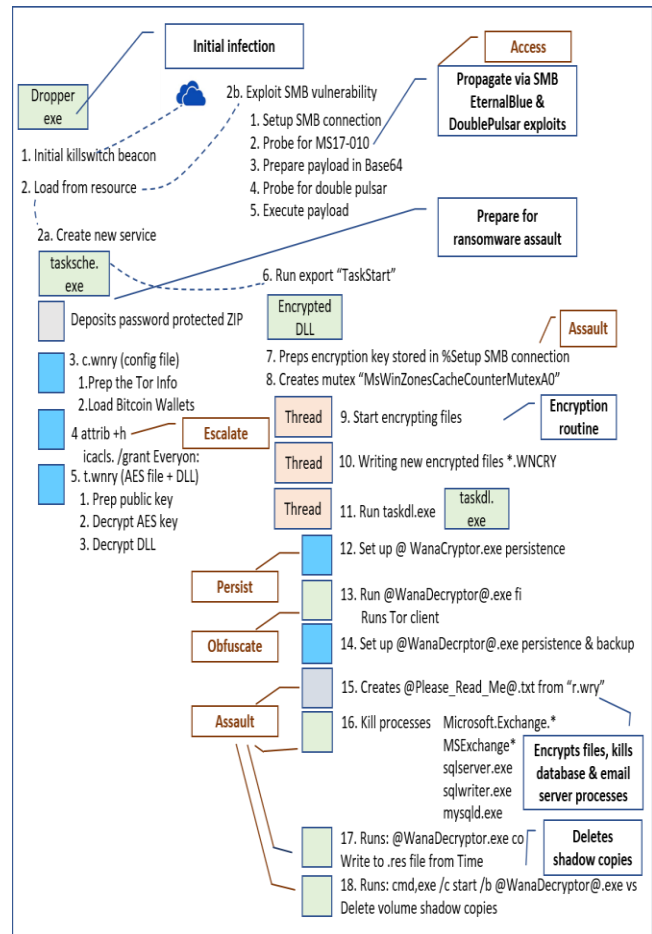 Initial infection
Access
Dropper
exe
2b. Exploit SMB vulnerability
Propagate via SMB
EternalBlue &
DoublePulsar exploits
1. Setup SMB connection
2. Probe for MS17-010
3. Prepare payload in Base64
4. Probe for double pulsar
5. Execute payload
1. Initial killswitch beacon
2. Load from resource
2a. Create new service
Prepare for
ransomware assault
tasksche.
exe
6. Run export “TaskStart”
Deposits password protected ZIP
Encrypted
DLL
Assault
7. Preps encryption key stored in %Setup SMB connection
8. Creates mutex “MsWinZonesCacheCounterMutexA0”
3. c.wnry (config file)
1.Prep the Tor Info
2.Load Bitcoin Wallets
Thread
9. Start encrypting files
Encryption
routine
4 attrib +h
icacls. /grant Everyon:
Escalate
Thread
10. Writing new encrypted files *.WNCRY
5. t.wnry (AES file + DLL)
1. Prep public key
2. Decrypt AES key
3. Decrypt DLL
Thread
11. Run taskdl.exe
taskdl.
exe
12. Set up @ WanaCryptor.exe persistence
Persist
13. Run @WanaDecryptor@.exe fi
Runs Tor client
Obfuscate
14. Set up @WanaDecrptor@.exe persistence & backup
15. Creates @Please_Read_Me@.txt from “r.wry”
Assault
16. Kill processes
Microsoft.Exchange.*
MSExchange*
sqlserver.exe
sqlwriter.exe
mysqld.exe
Encrypts files, kills
database & email
server processes
17. Runs: @WanaDecryptor.exe co
Write to .res file from Time
Deletes
shadow copies
18. Runs: cmd,exe /c start /b @WanaDecryptor@.exe vs
Delete volume shadow copies